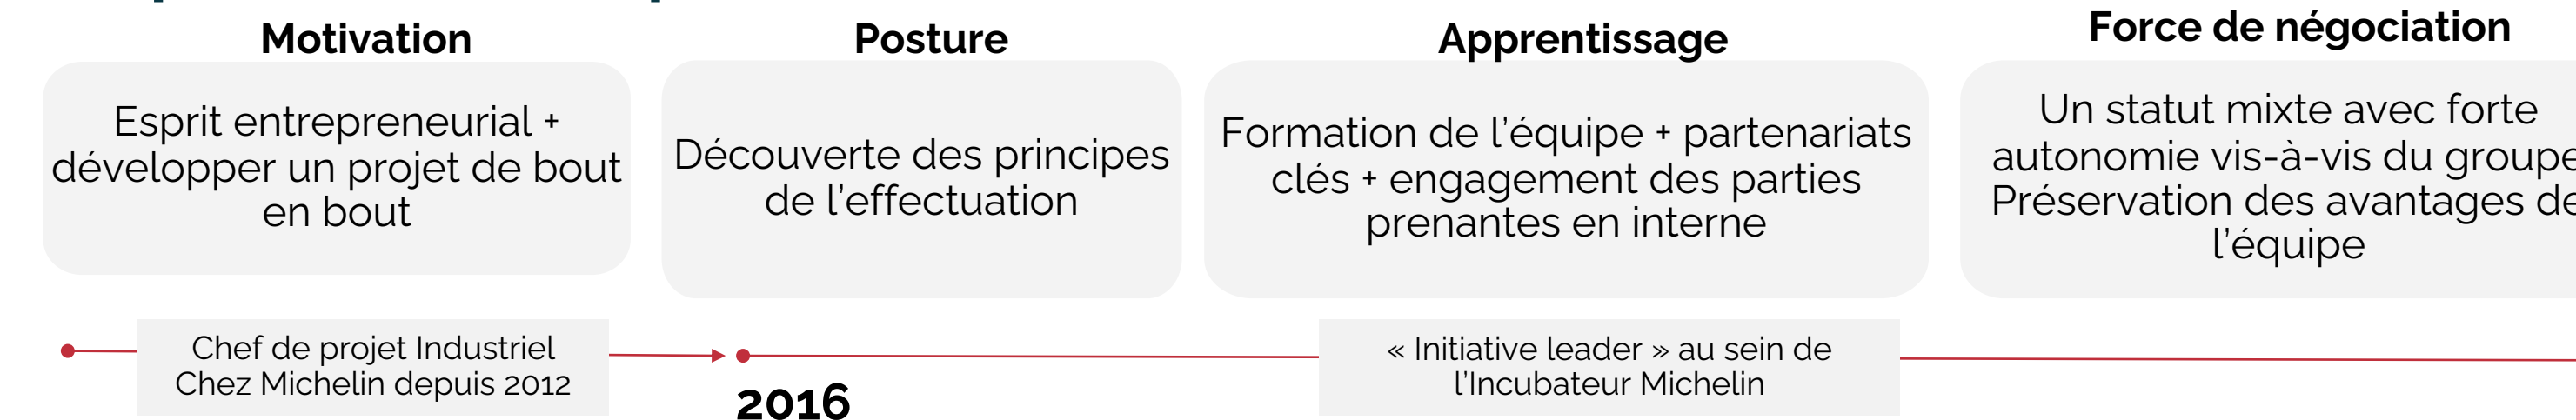 Motivation
Esprit entrepreneurial +
développer un projet de bout
en bout
Posture
Découverte des principes
de l'effectuation
Apprentissage
Formation de l'équipe + partenariats
clés + engagement des parties
prenantes en interne
Force de négociation
Un statut mixte avec forte
autonomie vis-à-vis du groupe
Préservation des avantages de
l'équipe
Chef de projet Industriel
Chez Michelin depuis 2012
2016
« Initiative leader » au sein de
l'Incubateur Michelin